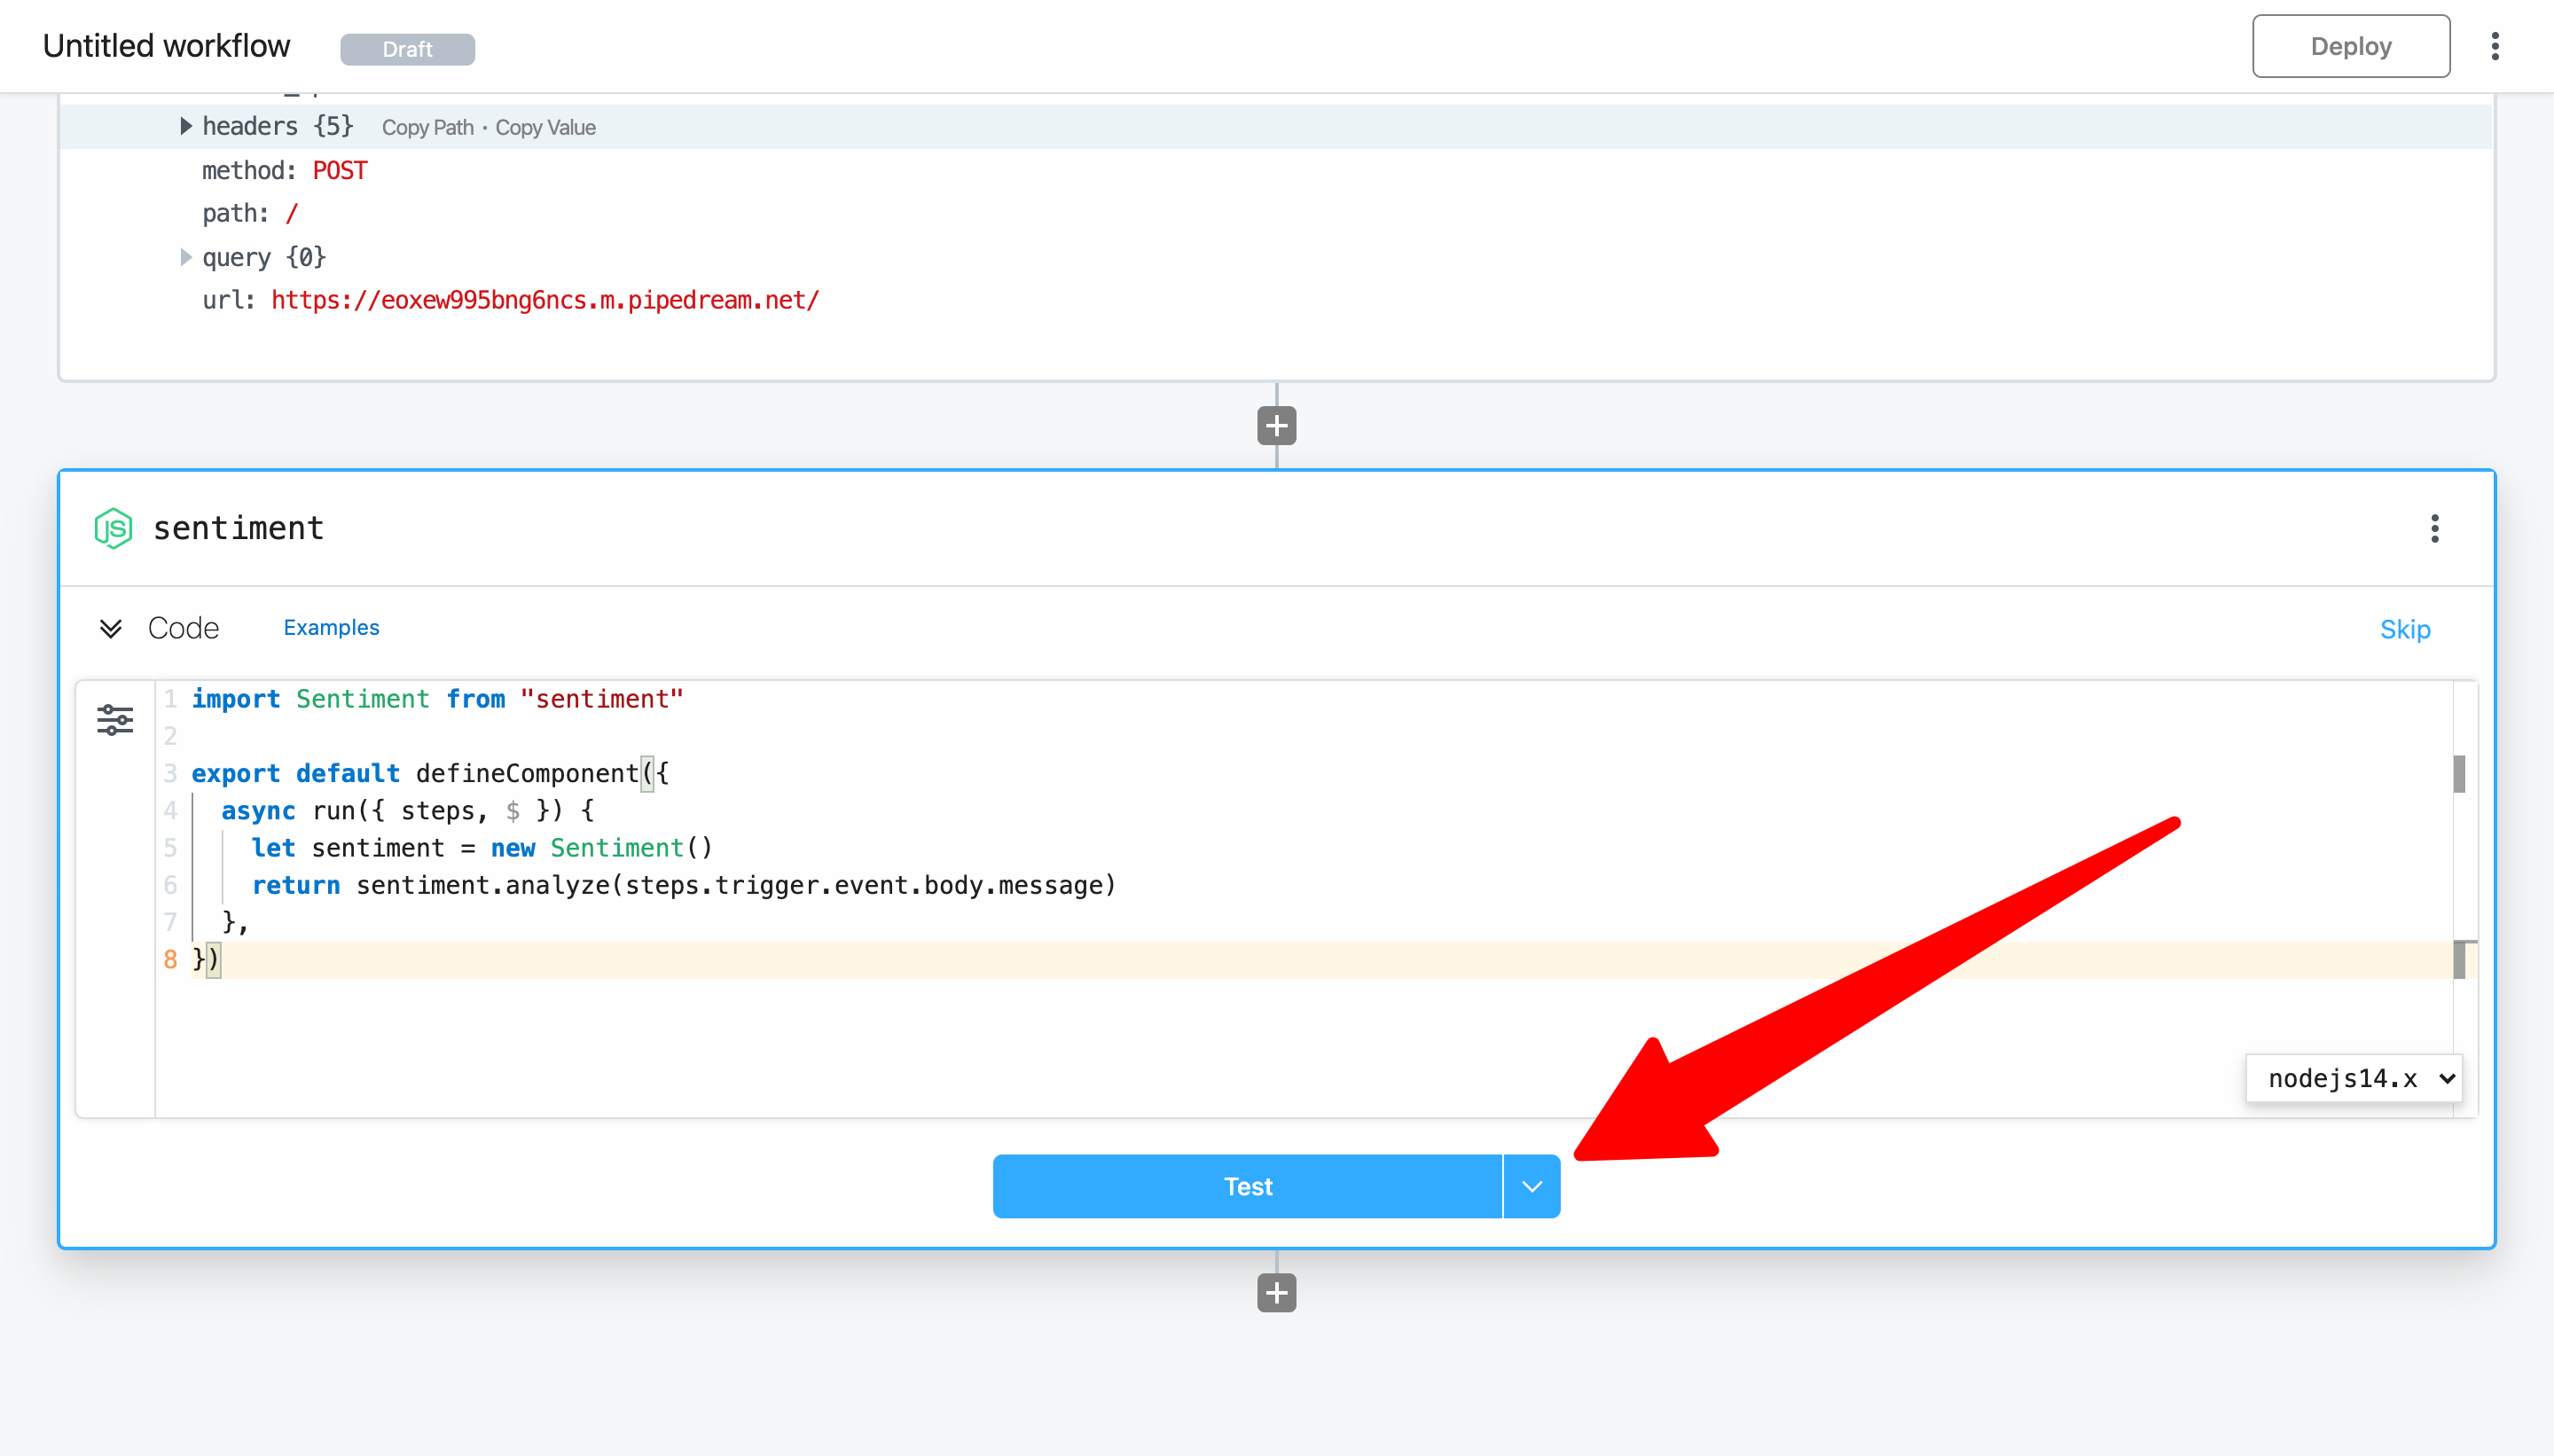 Untitled workflow
Draft
Deploy
headers {5} Copy Path · Copy Value
method: POST
path: /
query {0}
url: https://eoxew995bng6ncs.m.pipedream.net/
JS sentiment
Code
Examples
Skip
1 import Sentiment from "sentiment"
2
3 export default defineComponent({
4 async run({ steps, $ }) {
5 let sentiment = new Sentiment()
6 return sentiment.analyze(steps.trigger.event.body.message)
7 },
8 })
nodejs14.x
Test